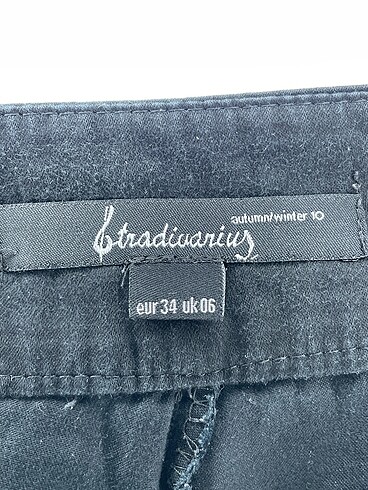 autumn/winter 10
Stradivarius
eur 34 uk 06